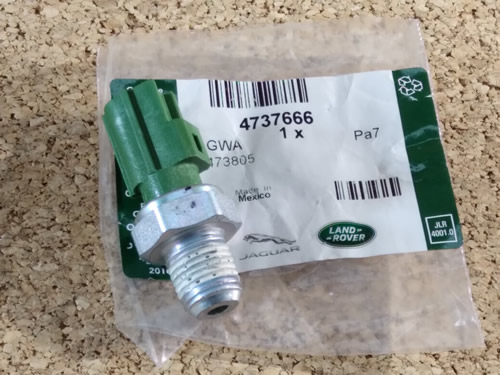 4737666
1 x
GWA
473805
Pa7
Made in
Mexico
JAGUAR
LAND
ROVER
JLR
4001.0
201